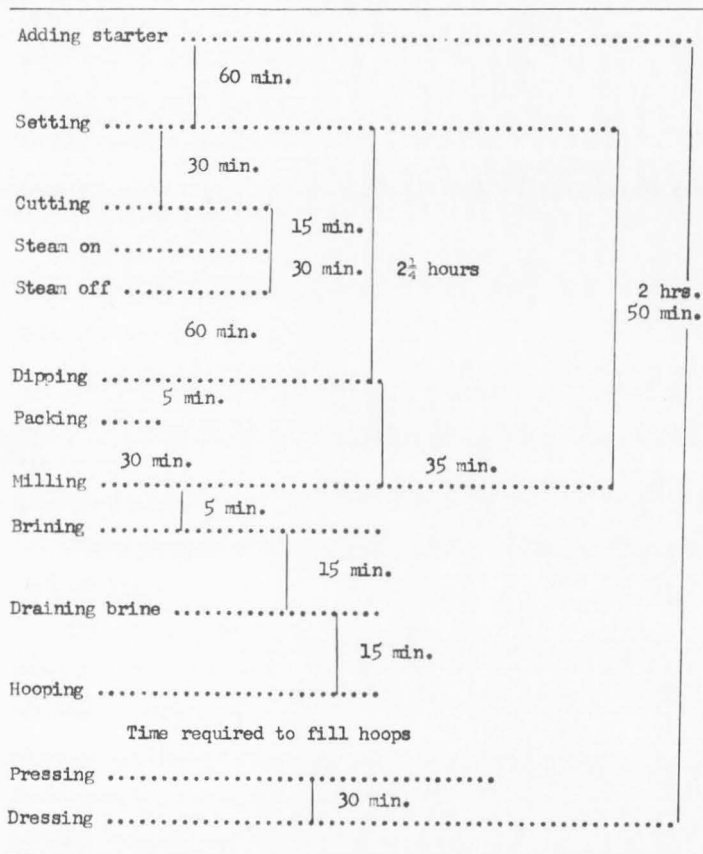 Adding starter
60 min.
Setting
30 min.
Cutting
15 min.
Steam on
30 min.
2¼ hours
Steam off
2 hrs.
50 min.
60 min.
Dipping
5 min.
Packing
30 min.
35 min.
Milling
5 min.
Brining
15 min.
Draining brine
15 min.
Hooping
Time required to fill hoops
Pressing
30 min.
Dressing